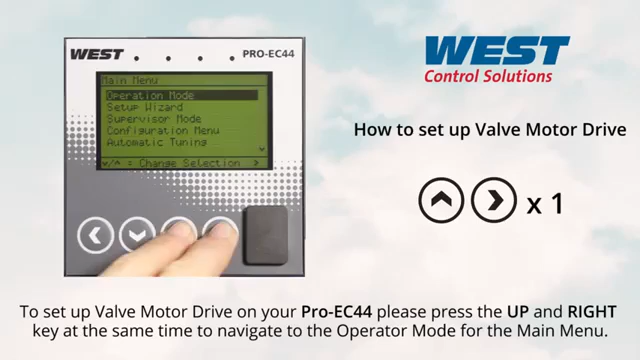 WEST
PRO-EC44
Main Menu
Operation Mode
Setup Wizard
Supervisor Mode
Configuration Menu
Automatic Tuning
v/^ = Change Selection >
WEST
Control Solutions
How to set up Valve Motor Drive
x 1
To set up Valve Motor Drive on your Pro-EC44 please press the UP and RIGHT
key at the same time to navigate to the Operator Mode for the Main Menu.